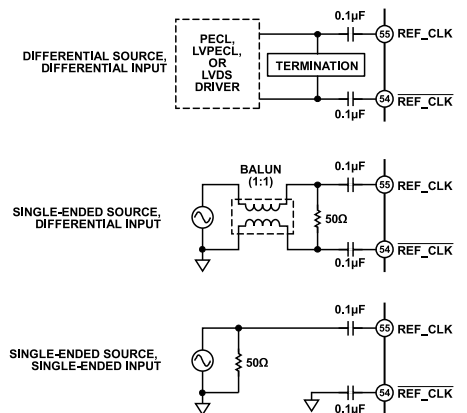 0.1µF
PECL,
LVPECL,
OR
LVDS
DRIVER
55 REF_CLK
DIFFERENTIAL SOURCE,
DIFFERENTIAL INPUT
TERMINATION
54 REF_CLK
0.1µF
BALUN
(1:1)
0.1µF
55 REF_CLK
SINGLE-ENDED SOURCE,
DIFFERENTIAL INPUT
50Ω
54 REF_CLK
0.1µF
0.1µF
55 REF_CLK
SINGLE-ENDED SOURCE,
SINGLE-ENDED INPUT
50Ω
54 REF_CLK
0.1µF